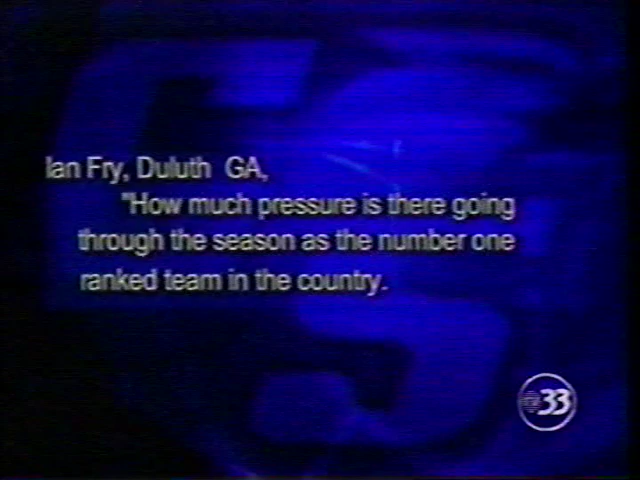 Ian Fry, Duluth GA,
"How much pressure is there going
through the season as the number one
ranked team in the country.
33